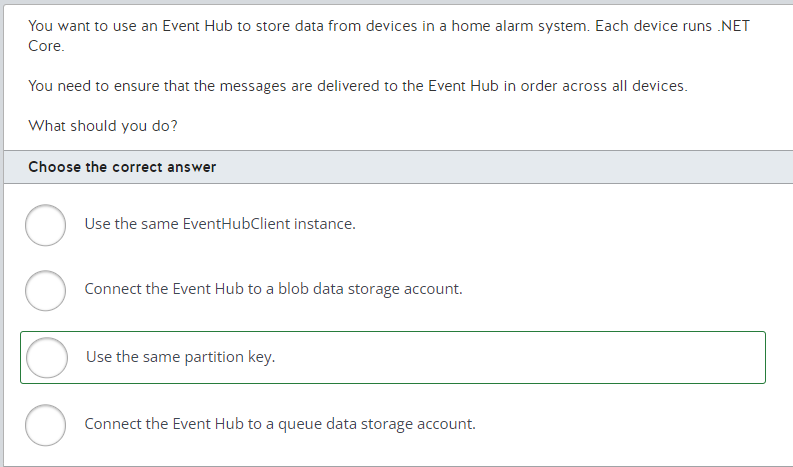 You want to use an Event Hub to store data from devices in a home alarm system. Each device runs .NET
Core.
You need to ensure that the messages are delivered to the Event Hub in order across all devices.
What should you do?
Choose the correct answer
Use the same EventHubClient instance.
Connect the Event Hub to a blob data storage account.
Use the same partition key.
Connect the Event Hub to a queue data storage account.